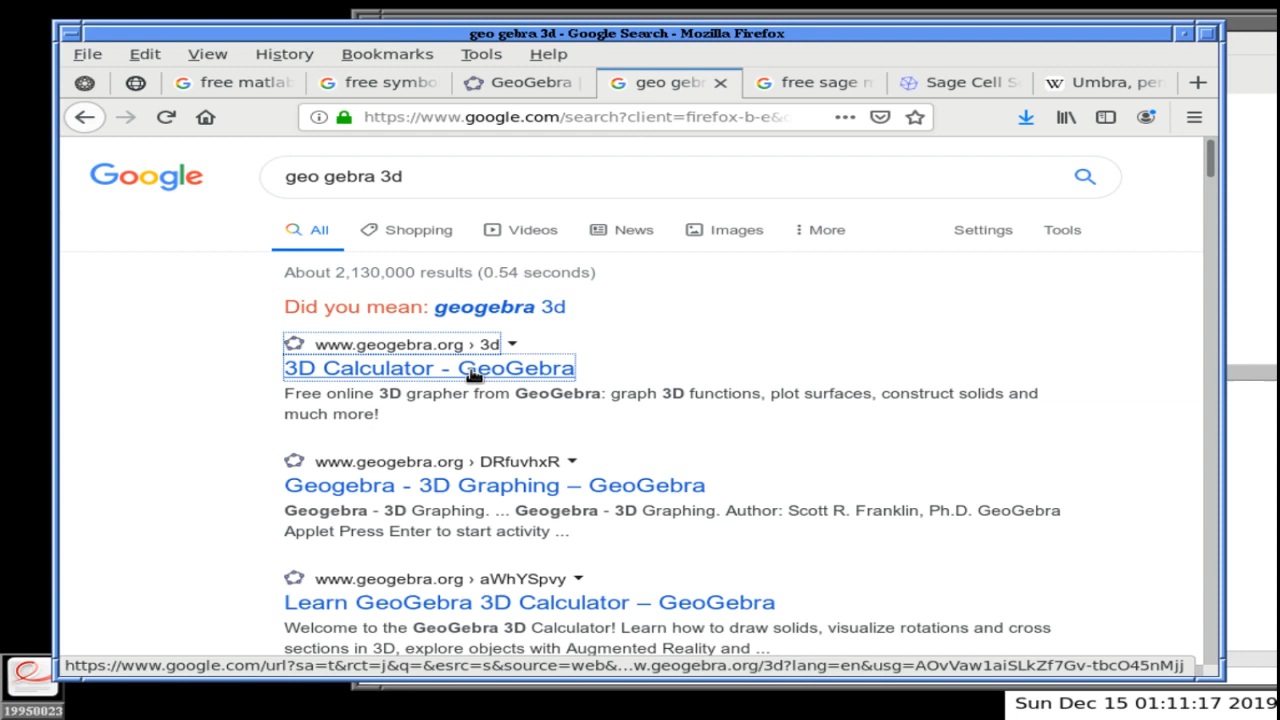 geo gebra 3d - Google Search - Mozilla Firefox
File Edit View History Bookmarks Tools Help
free matlab free symbo GeoGebra | geo gebr free sage m Sage Cell S Umbra, per
https://www.google.com/search?client=firefox-b-e&
Google geo gebra 3d
All Shopping Videos News Images More Settings Tools
About 2,130,000 results (0.54 seconds)
Did you mean: geogebra 3d
www.geogebra.org › 3d
3D Calculator - GeoGebra
Free online 3D grapher from GeoGebra: graph 3D functions, plot surfaces, construct solids and
much more!
www.geogebra.org › DRfuvhxR
Geogebra - 3D Graphing – GeoGebra
Geogebra - 3D Graphing. ... Geogebra - 3D Graphing. Author: Scott R. Franklin, Ph.D. GeoGebra
Applet Press Enter to start activity ...
www.geogebra.org › aWhYSpvy
Learn GeoGebra 3D Calculator – GeoGebra
Welcome to the GeoGebra 3D Calculator! Learn how to draw solids, visualize rotations and cross
sections in 3D, explore objects with Augmented Reality and ...
https://www.google.com/url?sa=t&rct=j&q=&esrc=s&source=web&...w.geogebra.org/3d?lang=en&usg=AOvVaw1aiSLkZf7Gv-tbcO45nMjj
19950023
Sun Dec 15 01:11:17 2019